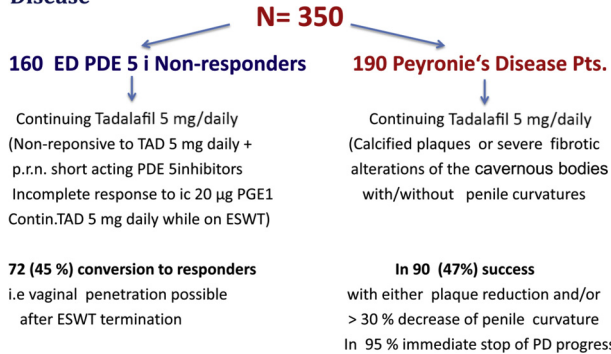 Disease
N= 350
160 ED PDE 5 i Non-responders
Continuing Tadalafil 5 mg/daily
(Non-reponsive to TAD 5 mg daily +
p.r.n. short acting PDE 5inhibitors
Incomplete response to ic 20 µg PGE1
Contin.TAD 5 mg daily while on ESWT)
72 (45 %) conversion to responders
i.e vaginal penetration possible
after ESWT termination
190 Peyronie‘s Disease Pts.
Continuing Tadalafil 5 mg/daily
(Calcified plaques or severe fibrotic
alterations of the cavernous bodies
with/without penile curvatures
In 90 (47%) success
with either plaque reduction and/or
> 30 % decrease of penile curvature
In 95 % immediate stop of PD progress